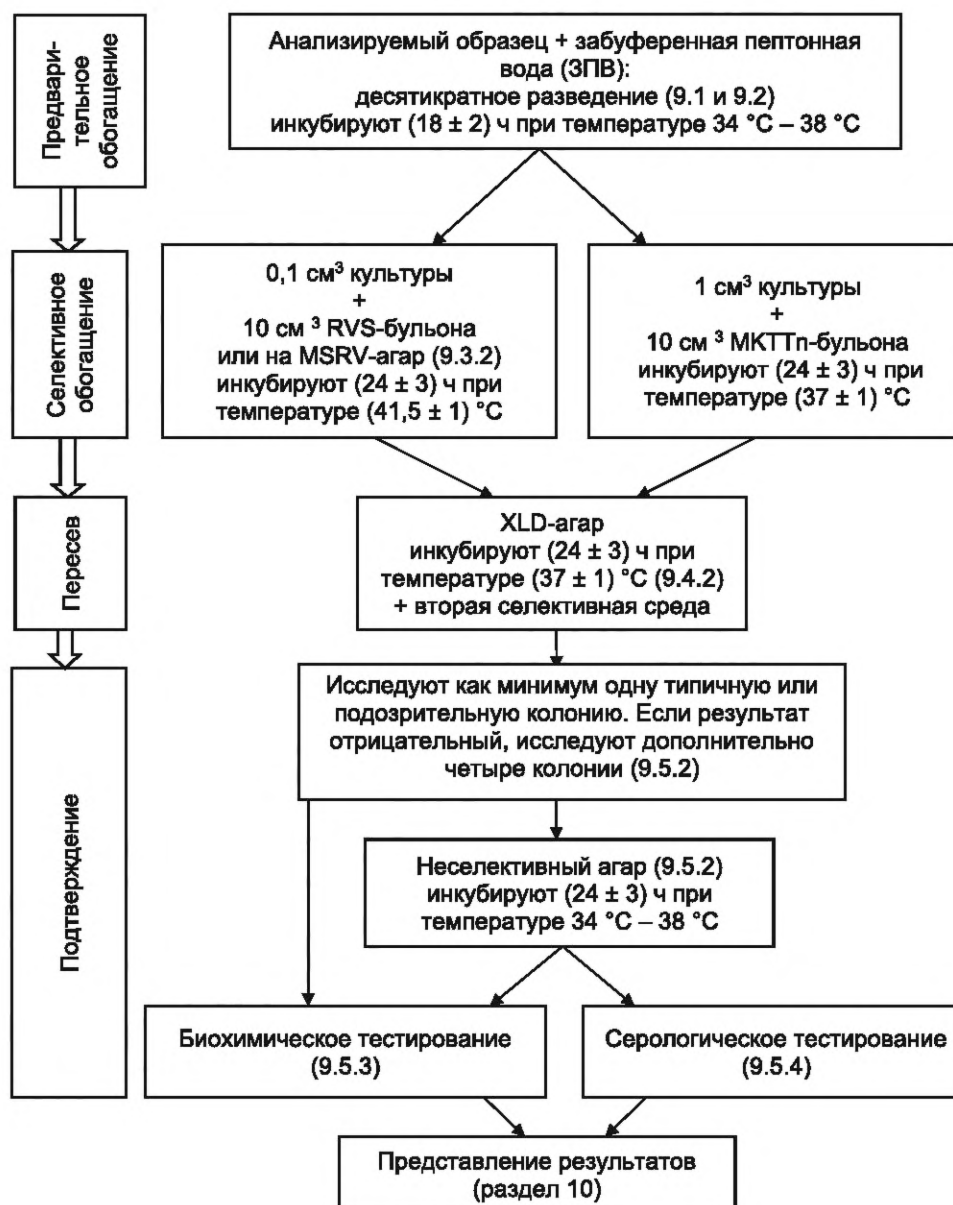 Предвари-
тельное
обогащение
Анализируемый образец + забуференная пептонная
вода (ЗПВ):
десятикратное разведение (9.1 и 9.2)
инкубируют (18 ± 2) ч при температуре 34 °C – 38 °C
Селективное
обогащение
0,1 см³ культуры
+
10 см ³ RVS-бульона
или на MSRV-агар (9.3.2)
инкубируют (24 ± 3) ч при
температуре (41,5 ± 1) °C
1 см³ культуры
+
10 см ³ MKTTn-бульона
инкубируют (24 ± 3) ч при
температуре (37 ± 1) °C
Пересев
XLD-агар
инкубируют (24 ± 3) ч при
температуре (37 ± 1) °C (9.4.2)
+ вторая селективная среда
Подтверждение
Исследуют как минимум одну типичную или
подозрительную колонию. Если результат
отрицательный, исследуют дополнительно
четыре колонии (9.5.2)
Неселективный агар (9.5.2)
инкубируют (24 ± 3) ч при
температуре 34 °C – 38 °C
Биохимическое тестирование
(9.5.3)
Серологическое тестирование
(9.5.4)
Представление результатов
(раздел 10)